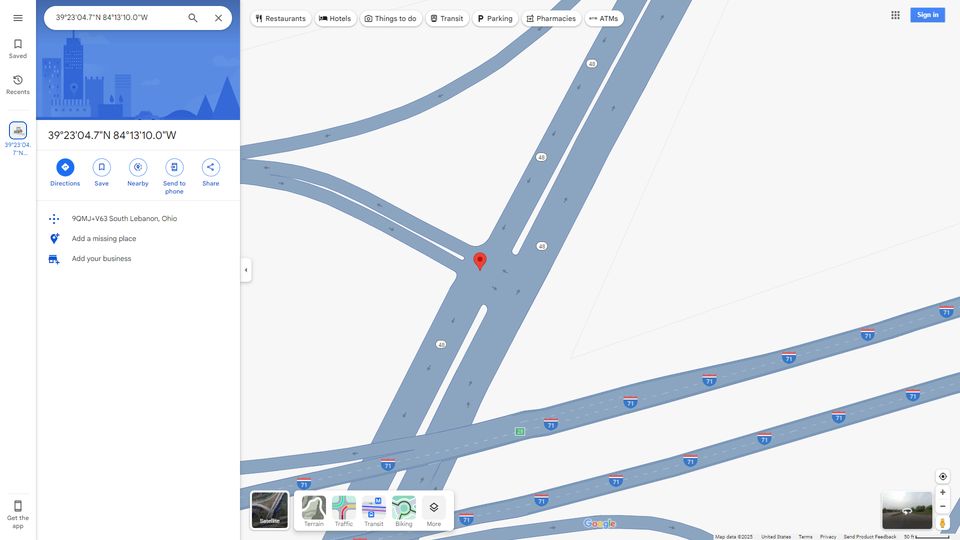 39°23'04.7"N 84°13'10.0"W
Restaurants
Hotels
Things to do
Transit
Parking
Pharmacies
ATMs
Sign in
Saved
Recents
39°23'04.
7"N...
39°23'04.7"N 84°13'10.0"W
Directions
Save
Nearby
Send to
phone
Share
9QMJ+V63 South Lebanon, Ohio
Add a missing place
Add your business
Get the
app
48
48
48
48
71
71
71
71
71
71
71
28
71
71
71
71
71
71
71
Satellite
Terrain
Traffic
Transit
Biking
More
Google
Map data ©2025
United States
Terms
Privacy
Send Product Feedback
50 ft